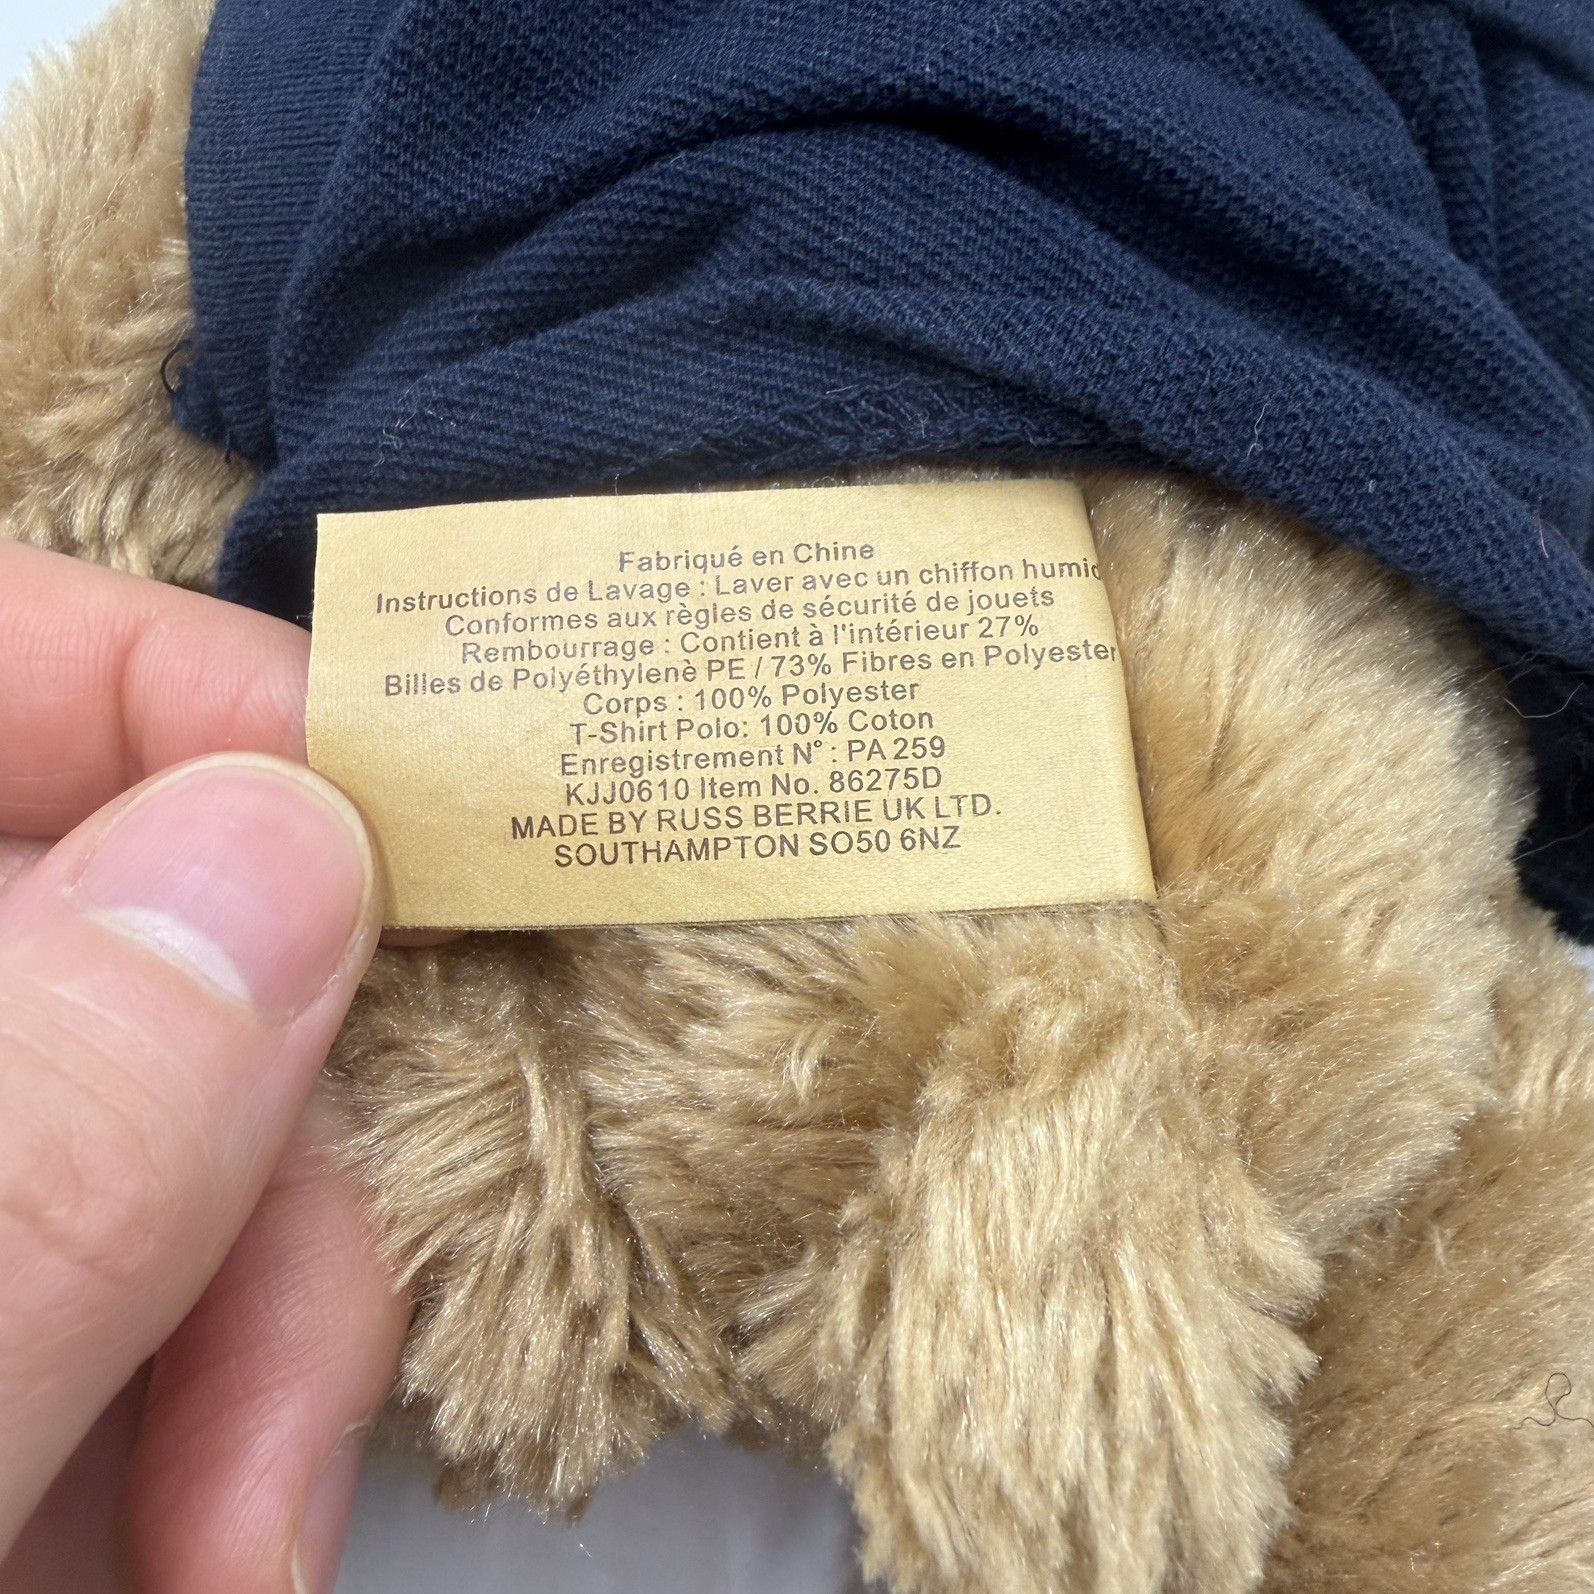 Fabriqué en Chine
Instructions de Lavage : Laver avec un chiffon
Conformes aux règles de sécurité de jouets
Rembourrage : Contient à l'intérieur 27%
Billes de Polyéthylenè PE / 73% Fibres en Polyester
Corps : 100% Polyester
T-Shirt Polo: 100% Coton
Enregistrement N° : PA 259
KJJ0610 Item No. 86275D
MADE BY RUSS BERRIE UK LTD.
SOUTHAMPTON SO50 6NZ